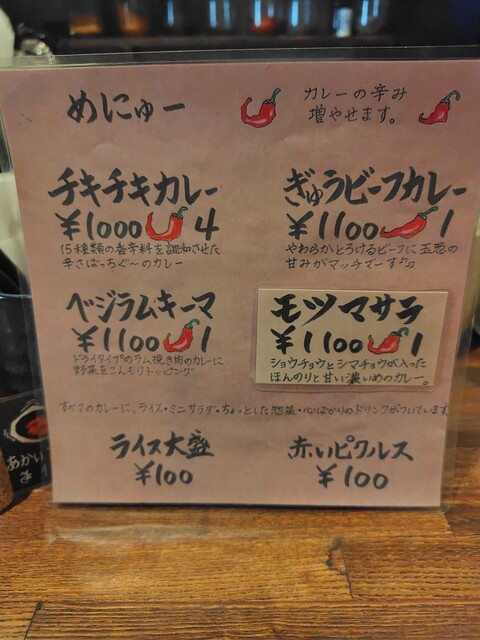 めにゅー
カレーの辛み
増やせます。
チキチキカレー
¥1000 4
15種類の香辛料を調和させた
辛さばっちぐ〜のカレー
ぎゅうビーフカレー
¥1100 1
やわらかとろけるビーフに玉葱の
甘みがマッチマーす♪♫
ベジラムキーマ
¥1100 1
ドライタイプのラム挽き肉のカレーに
野菜をこんもりトッピング
モツマサラ
¥1100 1
ショウチョウとシマチョウが入った
ほんのりと甘い濃いめのカレー。
すべてのカレーに、ライス・ミニサラダ・ちょっとした惣菜・心ばかりのドリンクがついています
ライス大盛
¥100
赤いピクルス
¥100
あかり